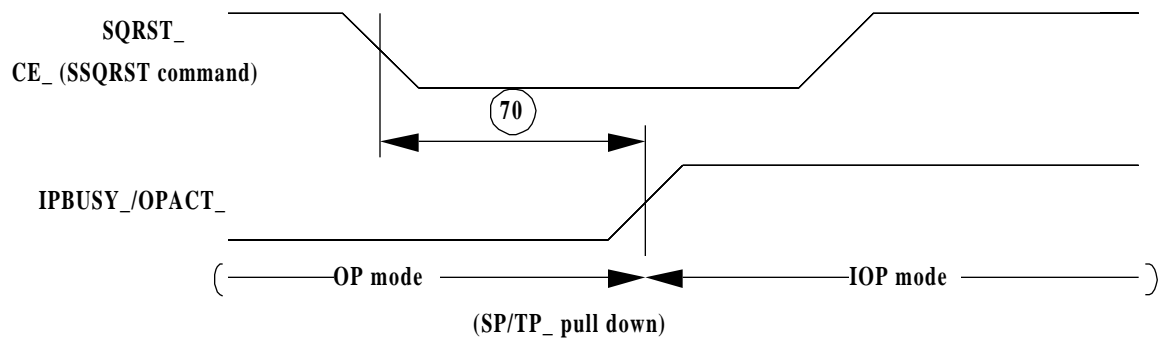 SQRST_
CE_ (SSQRST command)
70
IPBUSY_/OPACT_
OP mode
IOP mode
(SP/TP_ pull down)